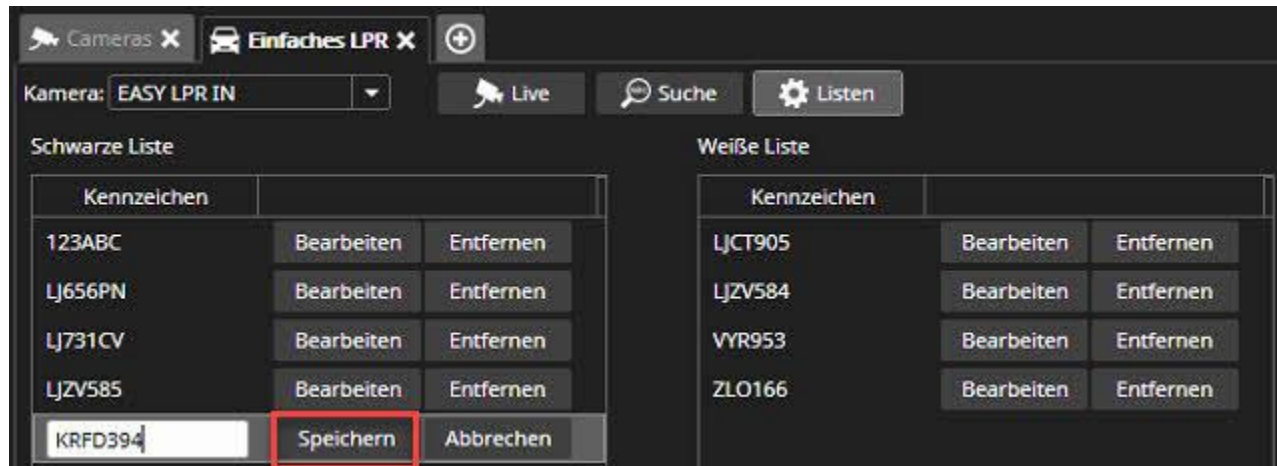 Cameras Einfaches LPR
Kamera: EASY LPR IN Live Suche Listen
Schwarze Liste Weiße Liste
Kennzeichen Kennzeichen
123ABC Bearbeiten Entfernen LJCT905 Bearbeiten Entfernen
LJ656PN Bearbeiten Entfernen LJZV584 Bearbeiten Entfernen
LJ731CV Bearbeiten Entfernen VYR953 Bearbeiten Entfernen
LJZV585 Bearbeiten Entfernen ZLO166 Bearbeiten Entfernen
KRFD394 Speichern Abbrechen